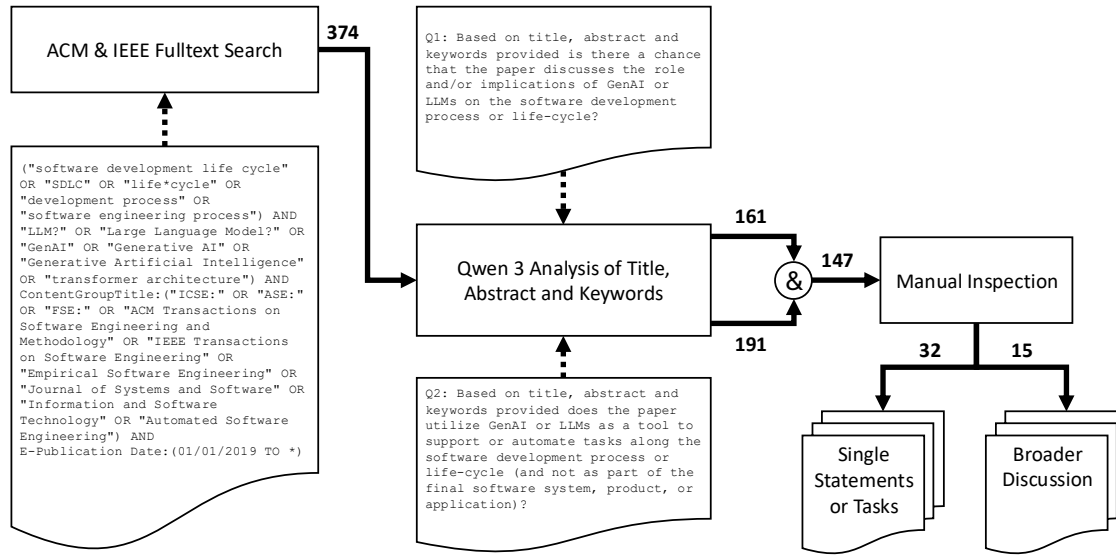 ACM & IEEE Fulltext Search
374
("software development life cycle"
OR "SDLC" OR "life*cycle" OR
"development process" OR
"software engineering process") AND
"LLM?" OR "Large Language Model?" OR
"GenAI" OR "Generative AI" OR
"Generative Artificial Intelligence"
OR "transformer architecture") AND
ContentGroupTitle:("ICSE:" OR "ASE:"
OR "FSE:" OR "ACM Transactions on
Software Engineering and
Methodology" OR "IEEE Transactions
on Software Engineering" OR
"Empirical Software Engineering" OR
"Journal of Systems and Software" OR
"Information and Software
Technology" OR "Automated Software
Engineering") AND
E-Publication Date:(01/01/2019 TO *)
Q1: Based on title, abstract and
keywords provided is there a chance
that the paper discusses the role
and/or implications of GenAI or
LLMs on the software development
process or life-cycle?
Qwen 3 Analysis of Title,
Abstract and Keywords
161
191
&
147
Q2: Based on title, abstract and
keywords provided does the paper
utilize GenAI or LLMs as a tool to
support or automate tasks along the
software development process or
life-cycle (and not as part of the
final software system, product, or
application)?
Manual Inspection
32
15
Single
Statements
or Tasks
Broader
Discussion